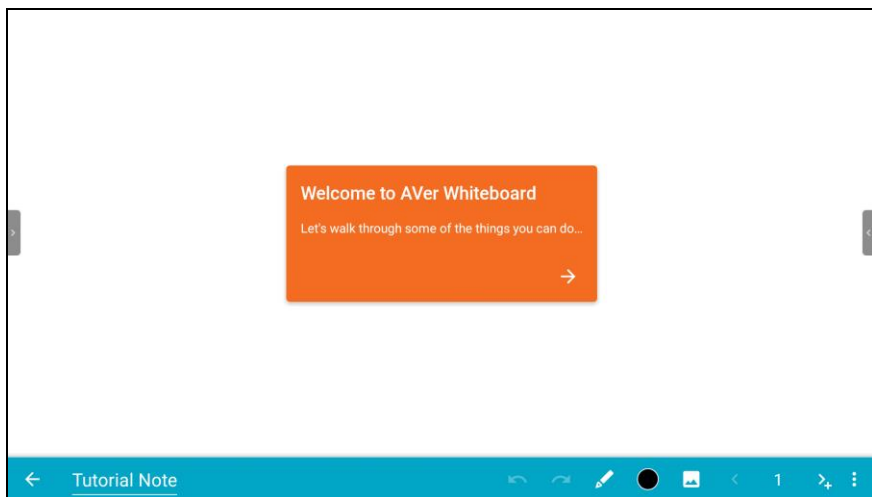 Welcome to AVer Whiteboard
Let's walk through some of the things you can do...
Tutorial Note
1